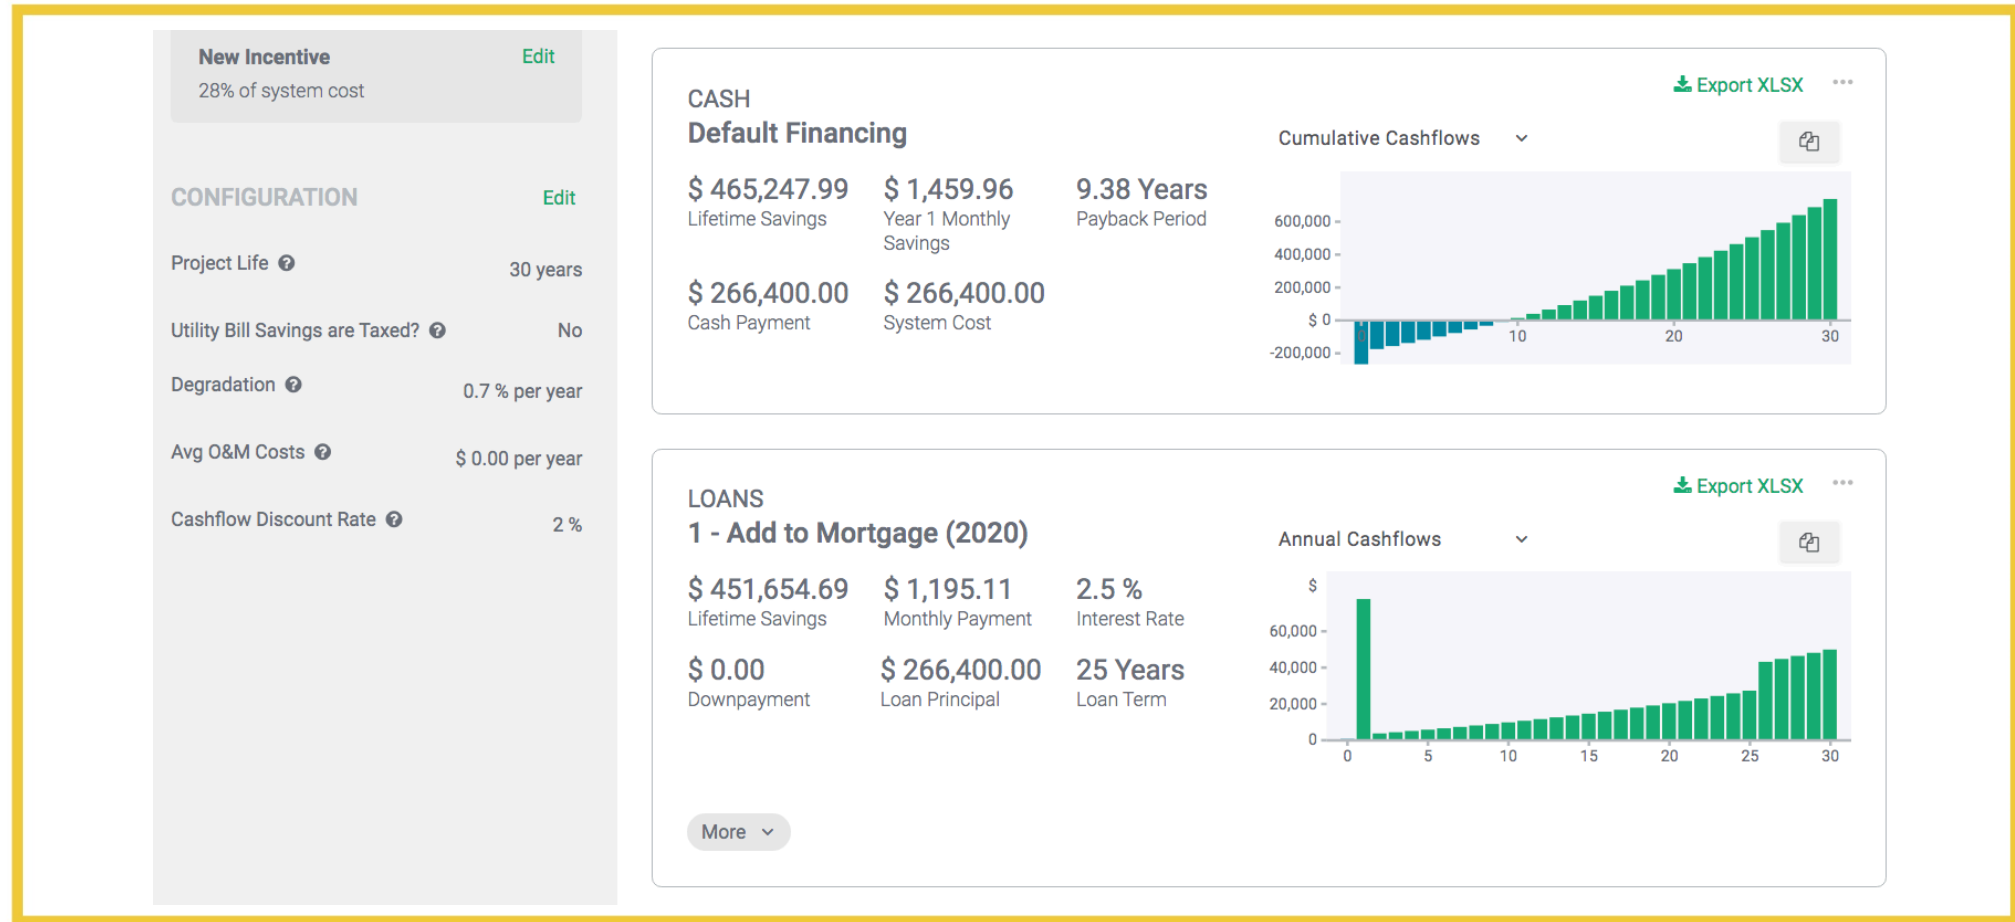 New Incentive
Edit
28% of system cost
CONFIGURATION
Edit
Project Life
30 years
Utility Bill Savings are Taxed?
No
Degradation
0.7 % per year
Avg O&M Costs
$ 0.00 per year
Cashflow Discount Rate
2 %
Export XLSX
CASH
Default Financing
$ 465,247.99
Lifetime Savings
$ 1,459.96
Year 1 Monthly
Savings
9.38 Years
Payback Period
$ 266,400.00
Cash Payment
$ 266,400.00
System Cost
Cumulative Cashflows
600,000
400,000
200,000
$ 0
-200,000
0
10
20
30
Export XLSX
LOANS
1 - Add to Mortgage (2020)
$ 451,654.69
Lifetime Savings
$ 1,195.11
Monthly Payment
2.5 %
Interest Rate
$ 0.00
Downpayment
$ 266,400.00
Loan Principal
25 Years
Loan Term
More
Annual Cashflows
$
60,000
40,000
20,000
0
0
5
10
15
20
25
30